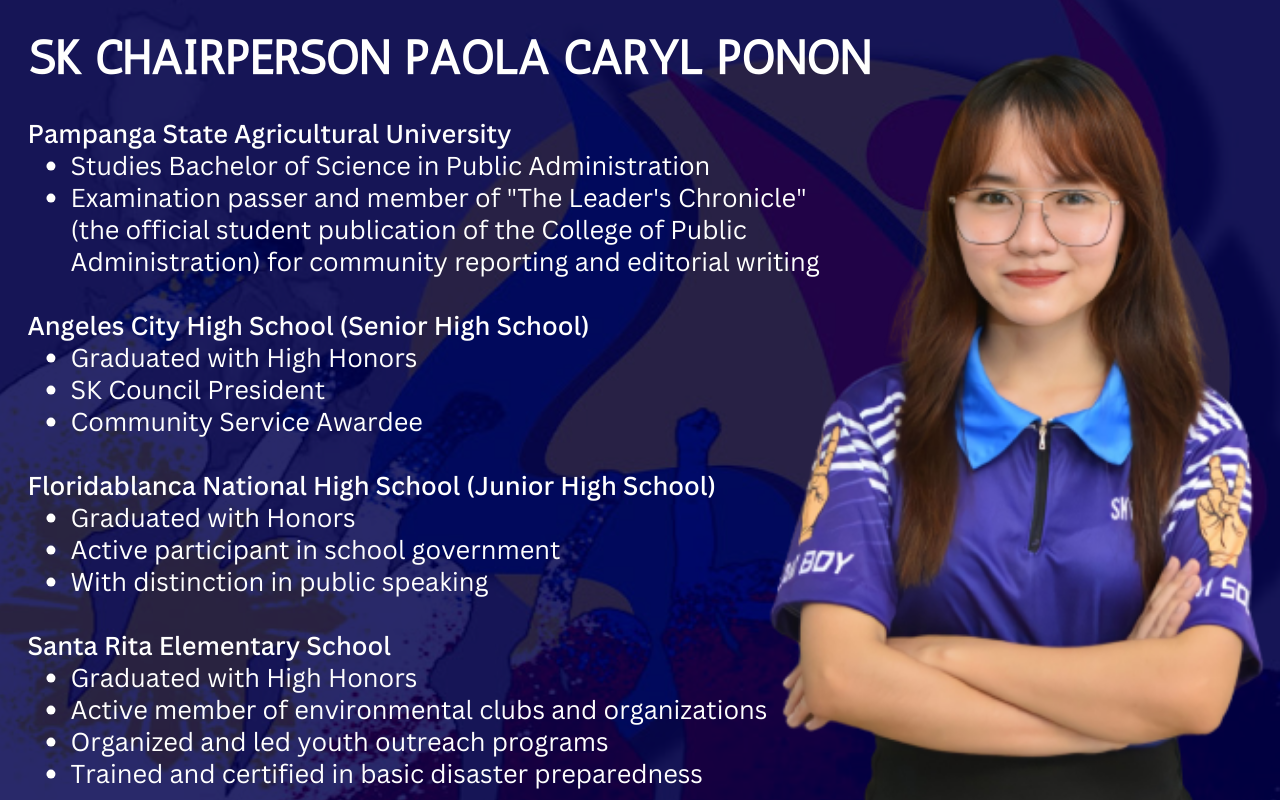 SK CHAIRPERSON PAOLA CARYL PONON
Pampanga State Agricultural University
• Studies Bachelor of Science in Public Administration
• Examination passer and member of "The Leader's Chronicle"
(the official student publication of the College of Public
Administration) for community reporting and editorial writing
Angeles City High School (Senior High School)
• Graduated with High Honors
• SK Council President
• Community Service Awardee
Floridablanca National High School (Junior High School)
• Graduated with Honors
• Active participant in school government
• With distinction in public speaking
Santa Rita Elementary School
• Graduated with High Honors
• Active member of environmental clubs and organizations
• Organized and led youth outreach programs
• Trained and certified in basic disaster preparedness
BOY